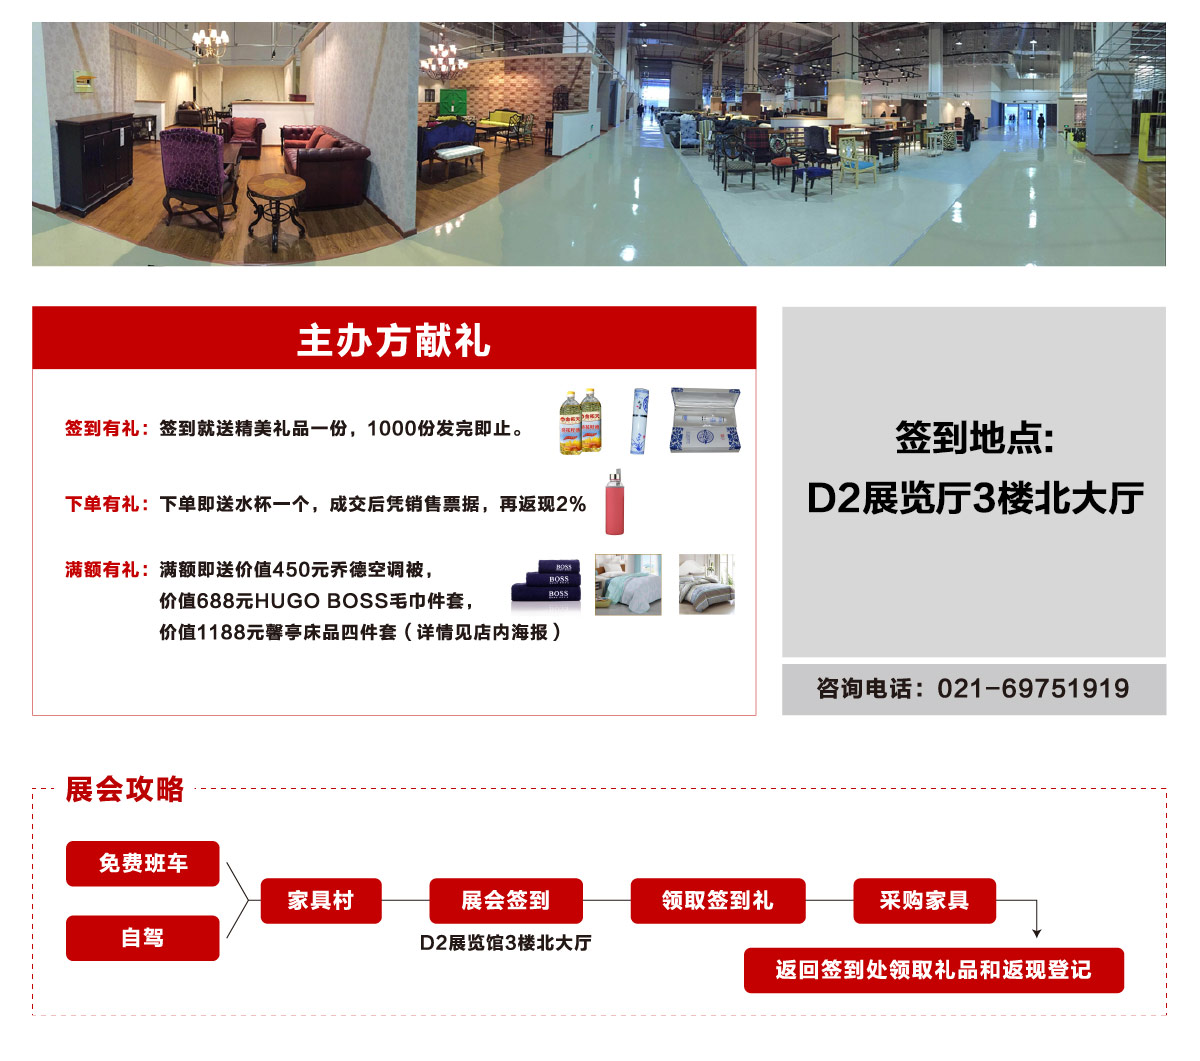 主办方献礼
签到有礼：签到就送精美礼品一份，1000份发完即止。
下单有礼：下单即送水杯一个，成交后凭销售票据，再返现2%
满额有礼：满额即送价值450元乔德空调被，
价值688元HUGO BOSS毛巾件套，
价值1188元馨亭床品四件套（详情见店内海报）
BOSS
BOSS
BOSS
签到地点:
D2展览厅3楼北大厅
咨询电话：021-69751919
展会攻略
免费班车
自驾
家具村
展会签到
领取签到礼
采购家具
D2展览馆3楼北大厅
返回签到处领取礼品和返现登记